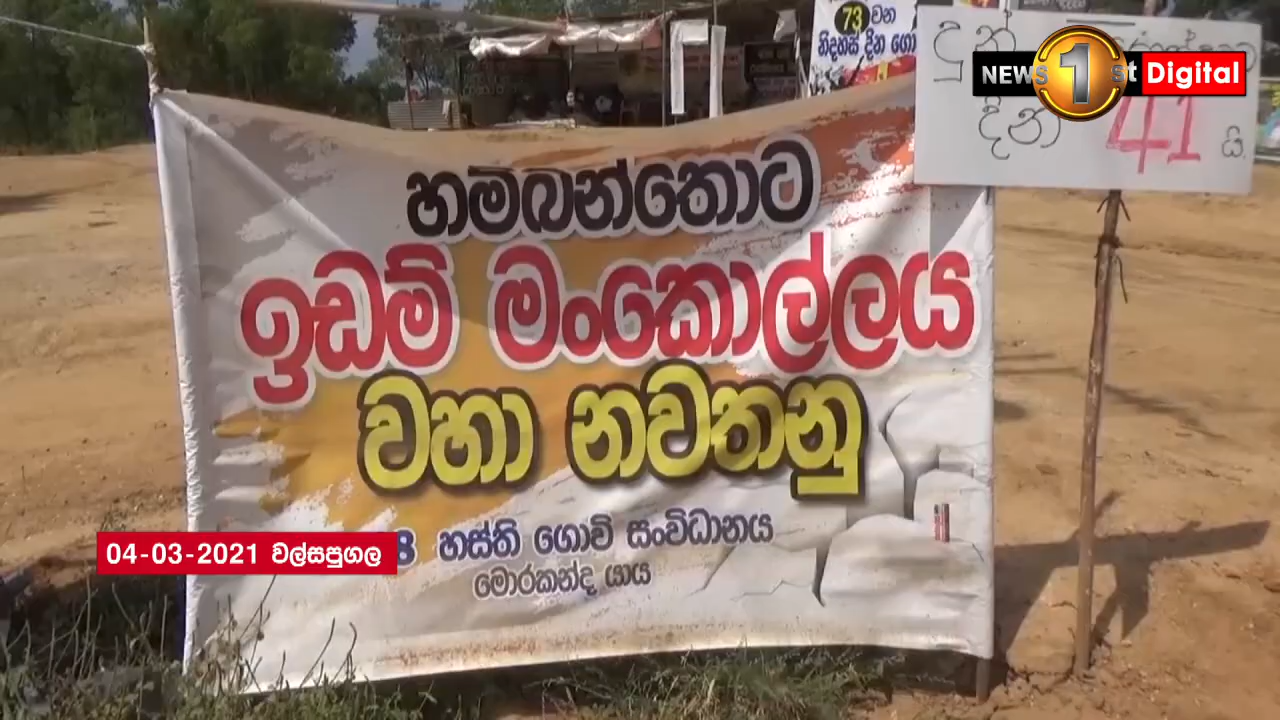 73 වන
නිදහස් දින
NEWS 1st Digital
දින 41 යි.
හම්බන්තොට
ඉඩම් මංකොල්ලය
වහා නවතනු
8 හස්ති ගොවි සංවිධානය
මොරකන්ද යාය
04-03-2021 වල්සපුගල